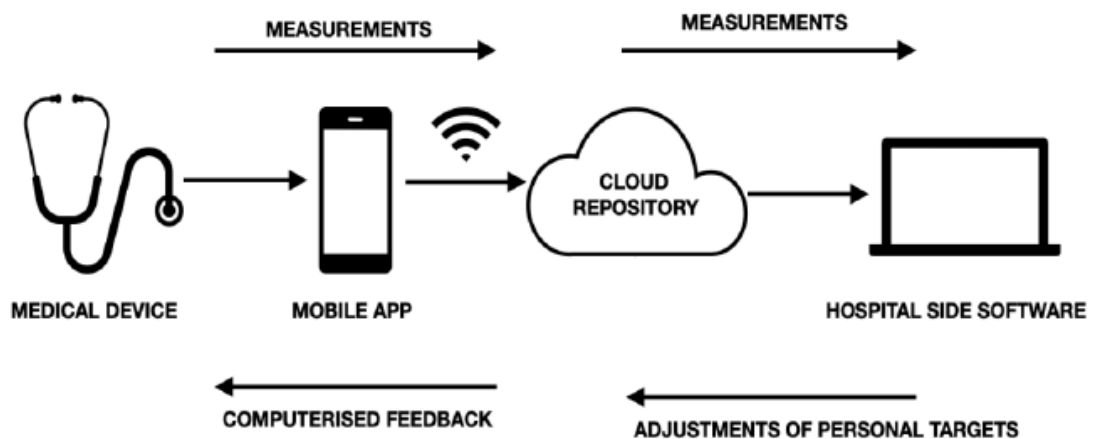 MEASUREMENTS
MEASUREMENTS
CLOUD
REPOSITORY
MEDICAL DEVICE
MOBILE APP
HOSPITAL SIDE SOFTWARE
COMPUTERISED FEEDBACK
ADJUSTMENTS OF PERSONAL TARGETS